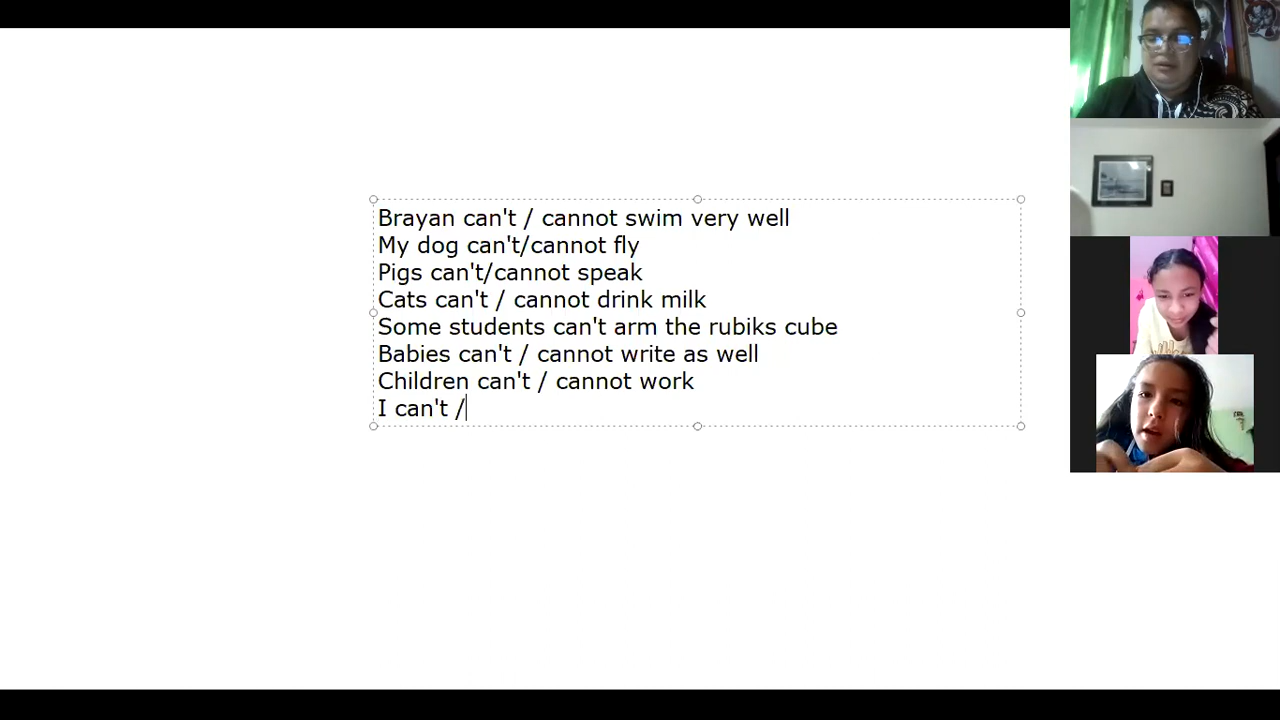 Brayan can't / cannot swim very well
My dog can't/cannot fly
Pigs can't/cannot speak
Cats can't / cannot drink milk
Some students can't arm the rubiks cube
Babies can't / cannot write as well
Children can't / cannot work
I can't /